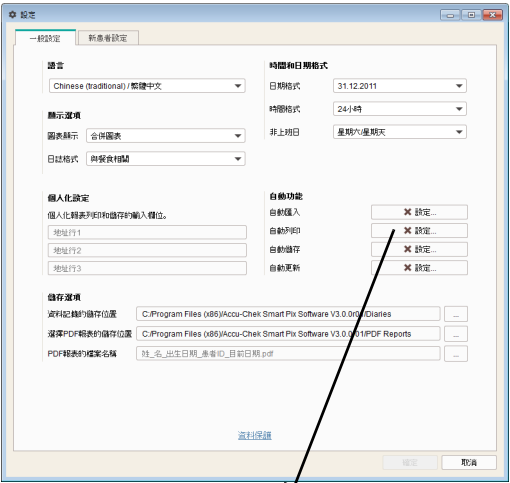 設定
一般設定 新患者設定
語言
Chinese (traditional) / 繁體中文
顯示選項
圖表顯示 合併圖表
日誌格式 與餐食相關
時間和日期格式
日期格式 31.12.2011
時間格式 24小時
非上班日 星期六/星期天
個人化設定
個人化報表列印和儲存的輸入欄位。
地址行1
地址行2
地址行3
自動功能
自動匯入 設定...
自動列印 設定...
自動儲存 設定...
自動更新 設定...
儲存選項
資料記錄的儲存位置 C:/Program Files (x86)/Accu-Chek Smart Pix Software V3.0.0r01/Diaries ...
選擇PDF報表的儲存位置 C:/Program Files (x86)/Accu-Chek Smart Pix Software V3.0.0r01/PDF Reports ...
PDF報表的檔案名稱 姓_名_出生日期_患者ID_目前日期.pdf ...
資料保護
確定 取消